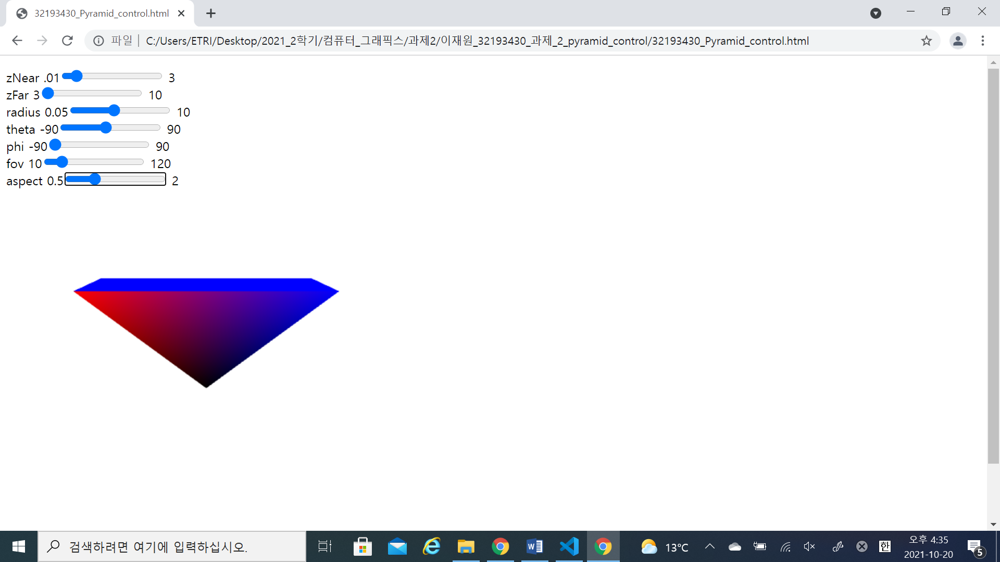 32193430_Pyramid_control.html
파일 C:/Users/ETRI/Desktop/2021_2학기/컴퓨터_그래픽스/과제2/이재원_32193430_과제_2_pyramid_control/32193430_Pyramid_control.html
zNear .01 3
zFar 3 10
radius 0.05 10
theta -90 90
phi -90 90
fov 10 120
aspect 0.5 2
검색하려면 여기에 입력하십시오.
13°C
한
오후 4:35
2021-10-20
5